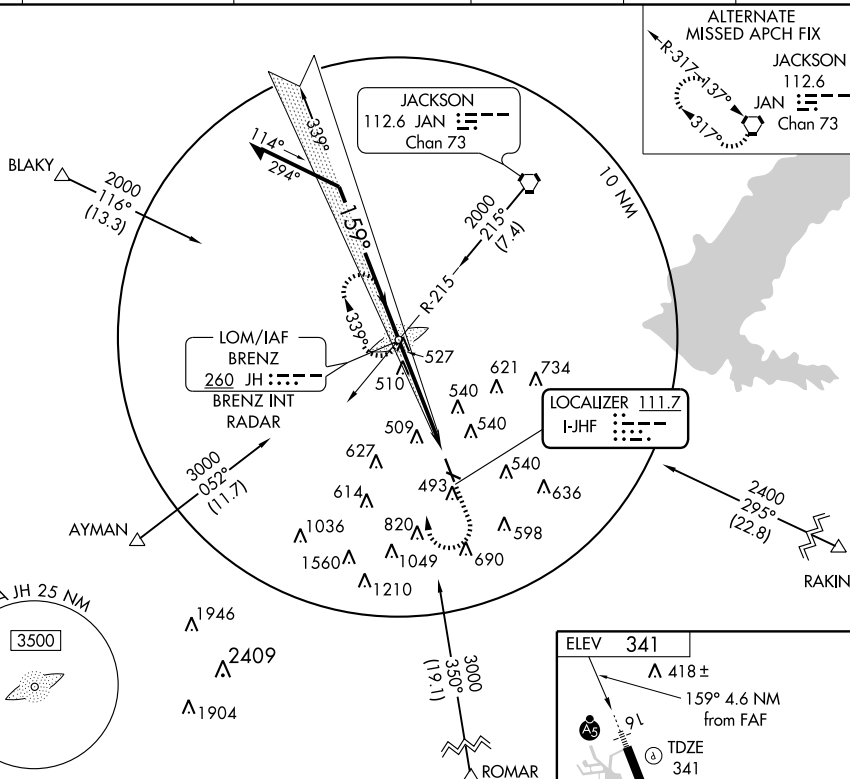 ALTERNATE
MISSED APCH FIX
R-317
137°
317°
JACKSON
112.6
JAN
Chan 73
JACKSON
112.6 JAN
Chan 73
339°
114°
294°
159°
10 NM
BLAKY
2000
116°
(13.3)
2000
215°
(7.4)
R-215
339°
LOM/IAF
BRENZ
260 JH
BRENZ INT
RADAR
527
510
621
734
540
540
509
LOCALIZER 111.7
I-JHF
627
540
493
636
614
3000
052°
(11.7)
AYMAN
2400
295°
(22.8)
RAKIN
1036
820
598
1560
1049
690
1210
A JH 25 NM
3500
1946
2409
1904
3000
350°
(19.1)
ROMAR
ELEV 341
418 ±
159° 4.6 NM
from FAF
A5
16
TDZE
341